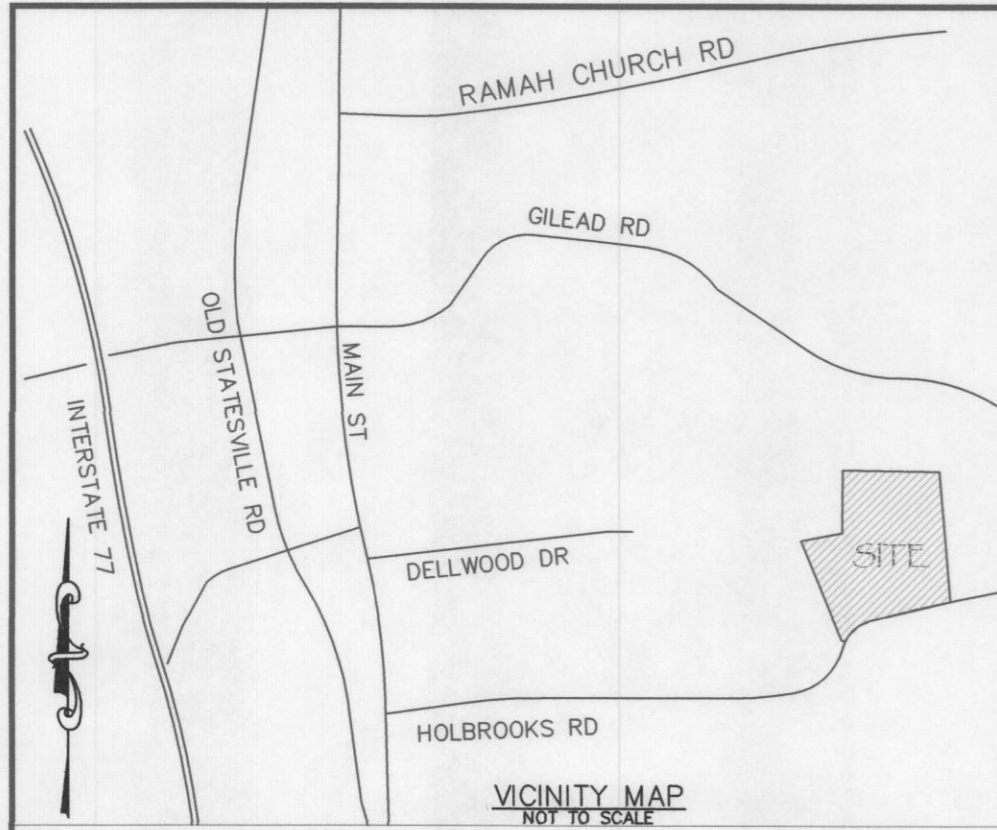 RAMAH CHURCH RD
GILEAD RD
OLD STATESVILLE RD
MAIN ST
INTERSTATE 77
SITE
DELLWOOD DR
HOLBROOKS RD
VICINITY MAP
NOT TO SCALE